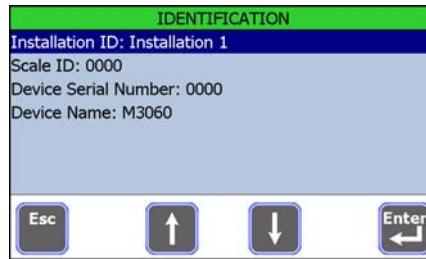 IDENTIFICATION
Installation ID: Installation 1
Scale ID: 0000
Device Serial Number: 0000
Device Name: M3060
Esc
Enter